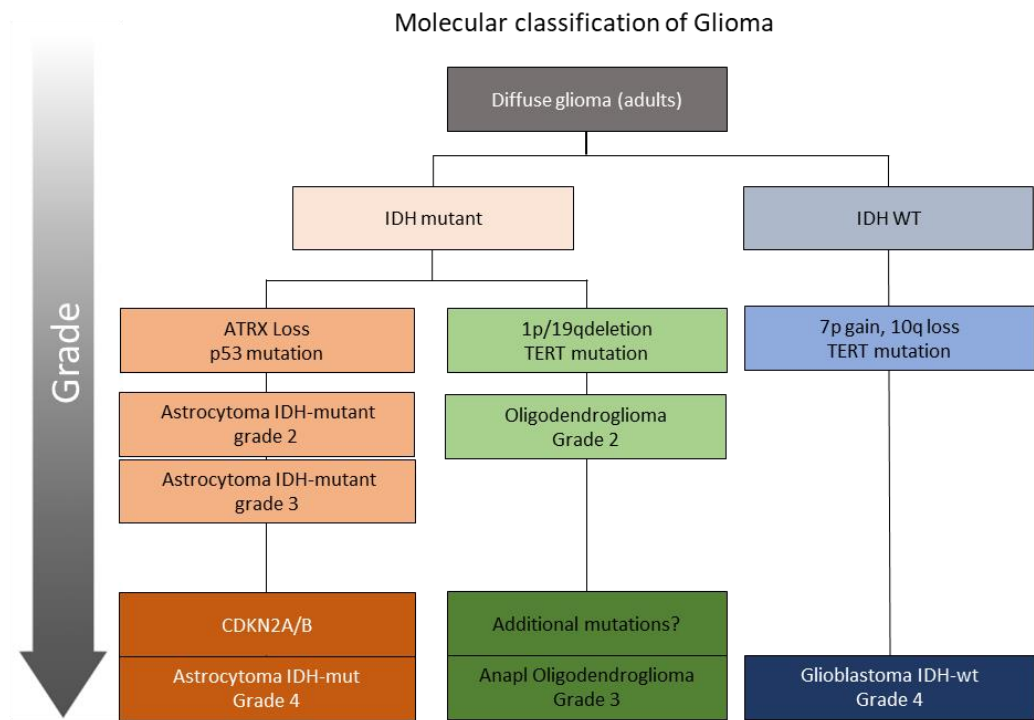 Molecular classification of Glioma
Grade
Diffuse glioma (adults)
IDH mutant
IDH WT
ATRX Loss
p53 mutation
1p/19qdeletion
TERT mutation
7p gain, 10q loss
TERT mutation
Astrocytoma IDH-mutant
grade 2
Oligodendroglioma
Grade 2
Astrocytoma IDH-mutant
grade 3
CDKN2A/B
Additional mutations?
Astrocytoma IDH-mut
Grade 4
Anapl Oligodendroglioma
Grade 3
Glioblastoma IDH-wt
Grade 4